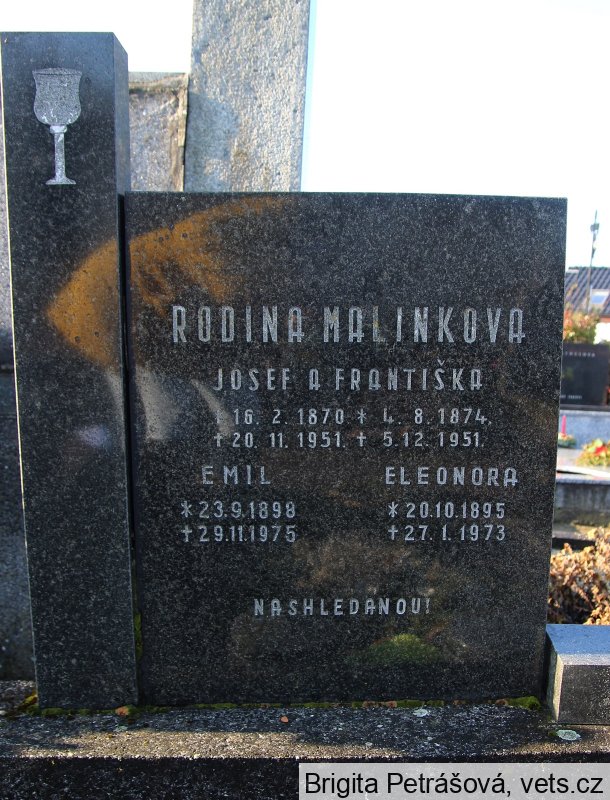 RODINA MALINKOVA
JOSEF A FRANTIŠKA
* 16. 2. 1870 * 4. 8. 1874.
+ 20. 11. 1951. + 5. 12. 1951.
EMIL ELEONORA
* 23.9.1898 * 20.10.1895
+ 29.11.1975 + 27. 1. 1973
NASHLEDANOU!
Brigita Petrášová, vets.cz